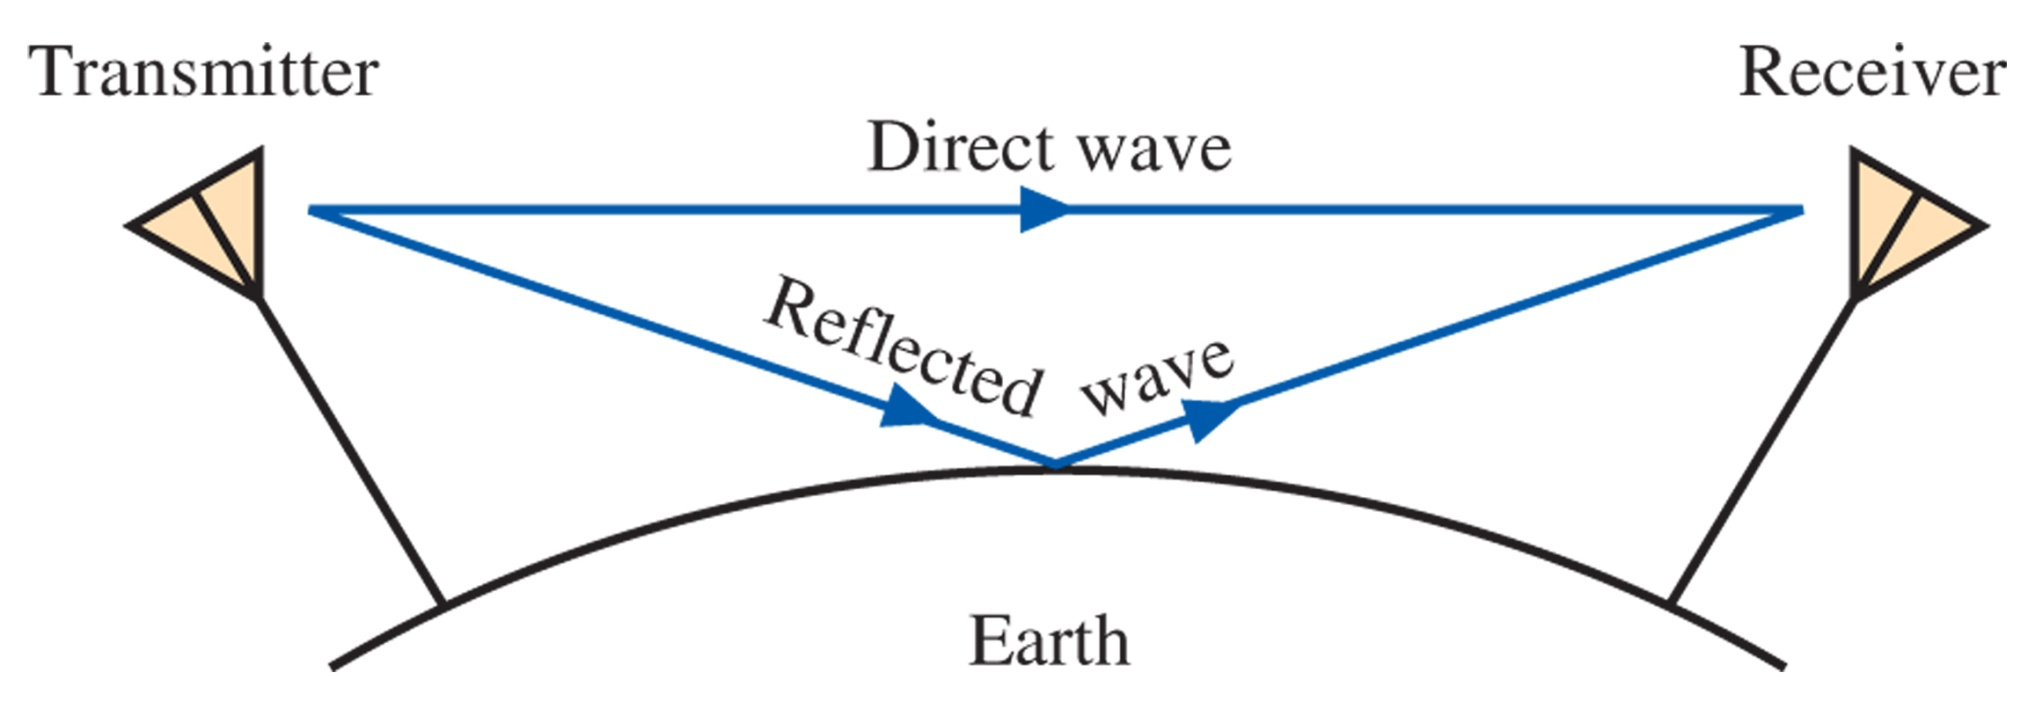 Transmitter
Receiver
Direct wave
Reflected wave
Earth